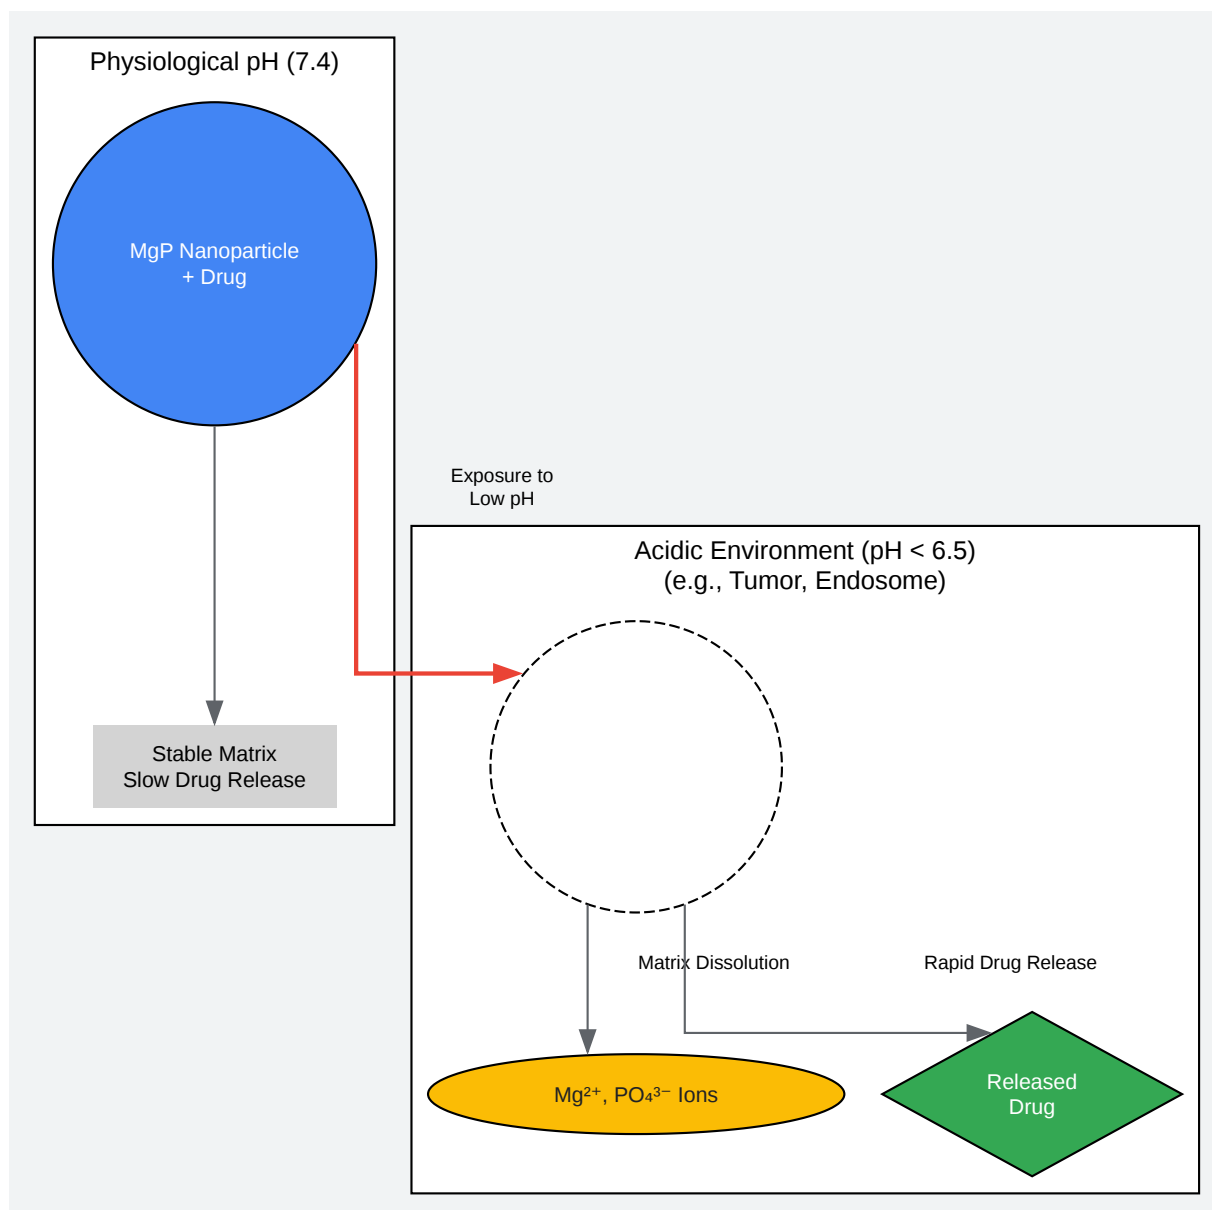 Physiological pH (7.4)
MgP Nanoparticle
+ Drug
Stable Matrix
Slow Drug Release
Exposure to
Low pH
Acidic Environment (pH < 6.5)
(e.g., Tumor, Endosome)
Matrix Dissolution
Rapid Drug Release
Mg²⁺, PO₄³⁻ Ions
Released
Drug